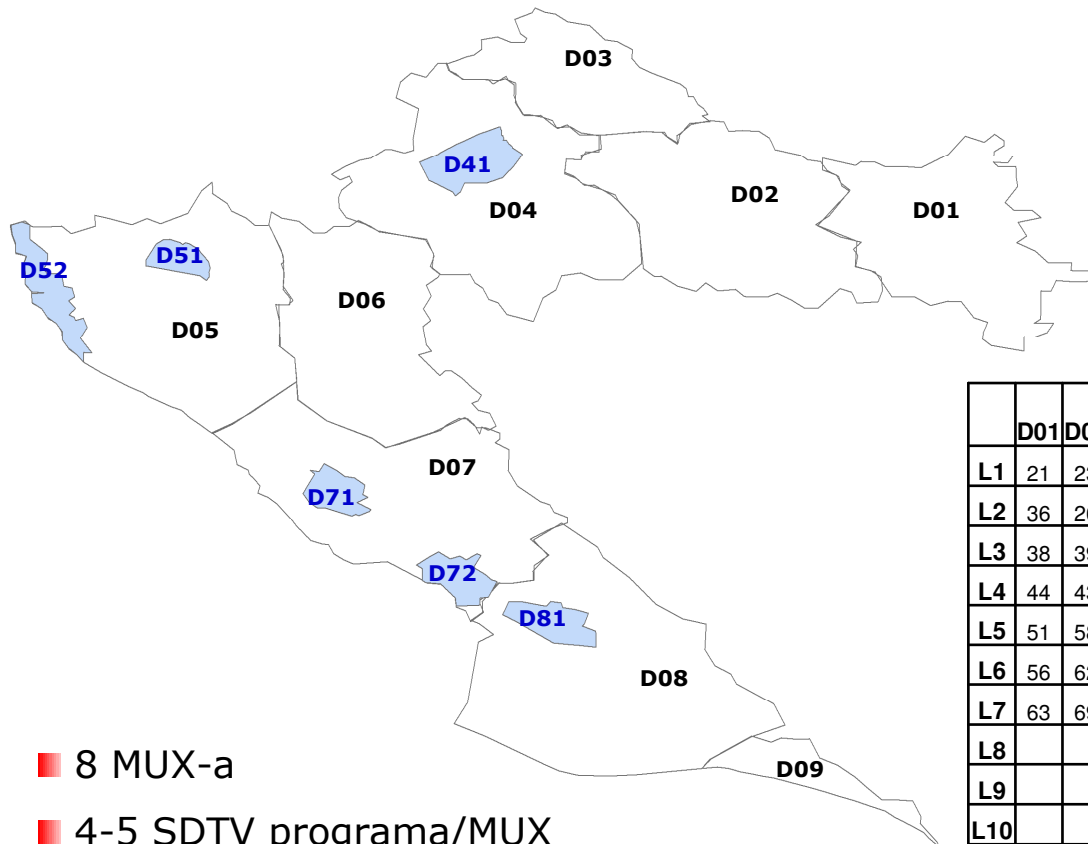 D03
D41
D04
D02
D01
D51
D52
D06
D05
D07
D71
D72
D81
D08
D09
D01
L1 21
L2 36
L3 38
L4 44
L5 51
L6 56
L7 63
L8
L9
L10
8 MUX-a
4-5 SDTV programa/MUX